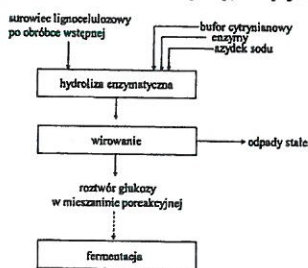 surowiec lignocelulozowy
po obróbce wstępnej
bufor cytrynianowy
enzymy
azydek sodu
hydroliza enzymatyczna
wirowanie
odpady stałe
roztwór glukozy
w mieszaninie poreakcyjnej
fermentacja